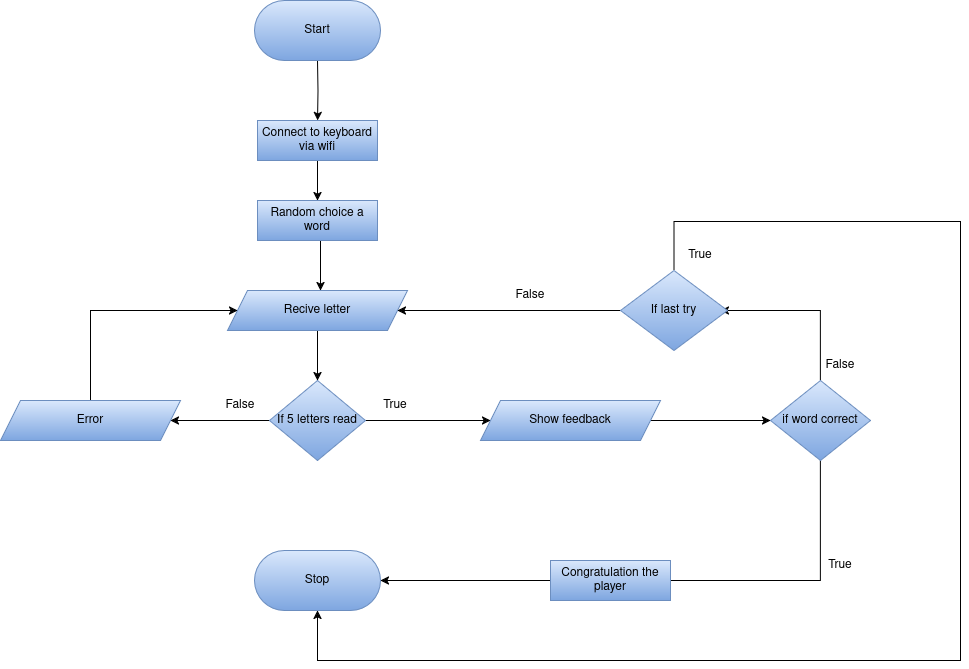 Start
Connect to keyboard
via wifi
Random choice a
word
True
False
If last try
Recive letter
False
False
True
Error
If 5 letters read
Show feedback
if word correct
True
Congratulation the
player
Stop